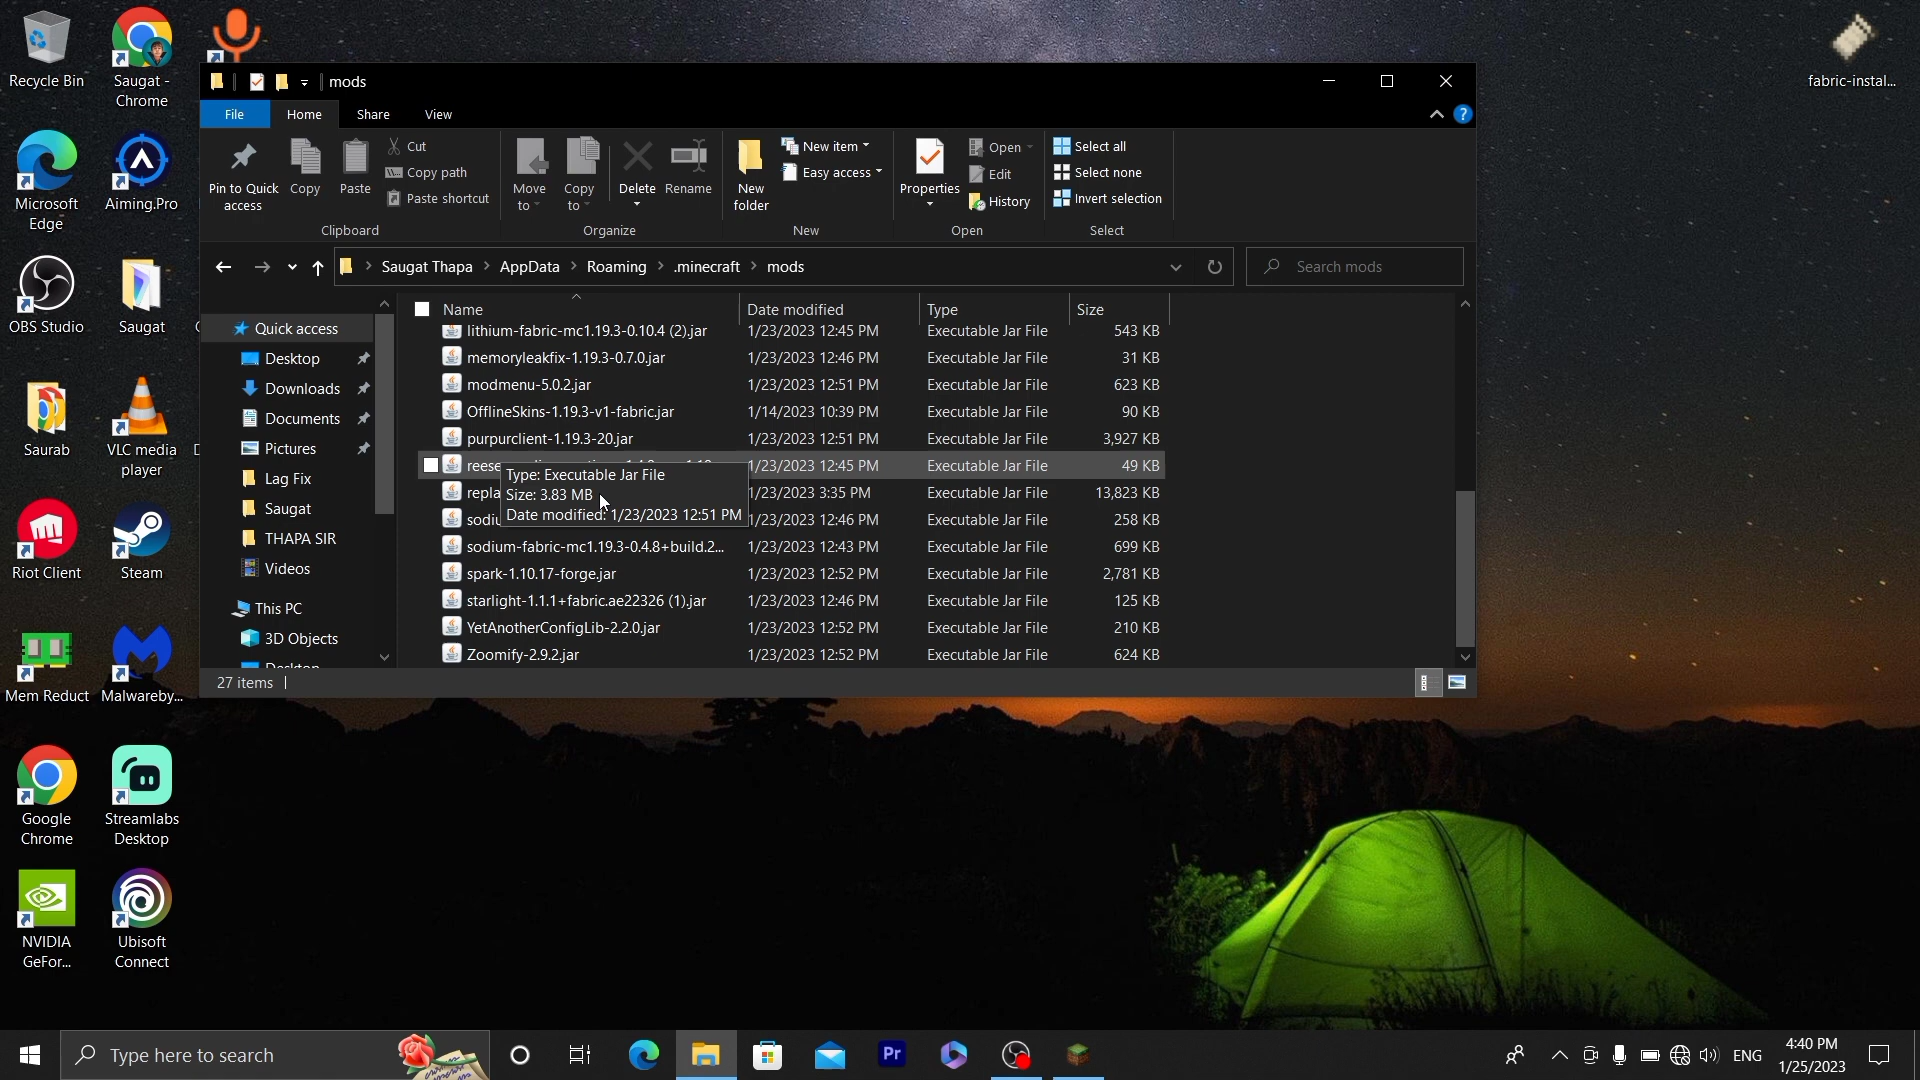 Recycle Bin
Saugat -
Chrome
fabric-instal...
Microsoft
Edge
Aiming.Pro
OBS Studio
Saugat
Saurab
VLC media
player
Riot Client
Steam
Mem Reduct
Malwareby...
Google
Chrome
Streamlabs
Desktop
NVIDIA
GeFor...
Ubisoft
Connect
mods
File
Home
Share
View
Pin to Quick
access
Copy
Paste
Cut
Copy path
Paste shortcut
Clipboard
Move
to
Copy
to
Delete
Rename
Organize
New
folder
New item
Easy access
New
Properties
Open
Edit
History
Open
Select all
Select none
Invert selection
Select
Saugat Thapa > AppData > Roaming > .minecraft > mods
Search mods
Quick access
Desktop
Downloads
Documents
Pictures
Lag Fix
Saugat
THAPA SIR
Videos
This PC
3D Objects
Desktop
Name Date modified Type Size
lithium-fabric-mc1.19.3-0.10.4 (2).jar 1/23/2023 12:45 PM Executable Jar File 543 KB
memoryleakfix-1.19.3-0.7.0.jar 1/23/2023 12:46 PM Executable Jar File 31 KB
modmenu-5.0.2.jar 1/23/2023 12:51 PM Executable Jar File 623 KB
OfflineSkins-1.19.3-v1-fabric.jar 1/14/2023 10:39 PM Executable Jar File 90 KB
purpurclient-1.19.3-20.jar 1/23/2023 12:51 PM Executable Jar File 3,927 KB
reese 1/23/2023 12:45 PM Executable Jar File 49 KB
repla 1/23/2023 3:35 PM Executable Jar File 13,823 KB
sodiu 1/23/2023 12:46 PM Executable Jar File 258 KB
sodium-fabric-mc1.19.3-0.4.8+build.2... 1/23/2023 12:43 PM Executable Jar File 699 KB
spark-1.10.17-forge.jar 1/23/2023 12:52 PM Executable Jar File 2,781 KB
starlight-1.1.1+fabric.ae22326 (1).jar 1/23/2023 12:46 PM Executable Jar File 125 KB
YetAnotherConfigLib-2.2.0.jar 1/23/2023 12:52 PM Executable Jar File 210 KB
Zoomify-2.9.2.jar 1/23/2023 12:52 PM Executable Jar File 624 KB
Type: Executable Jar File
Size: 3.83 MB
Date modified: 1/23/2023 12:51 PM
27 items
Type here to search
Pr
ENG
4:40 PM
1/25/2023